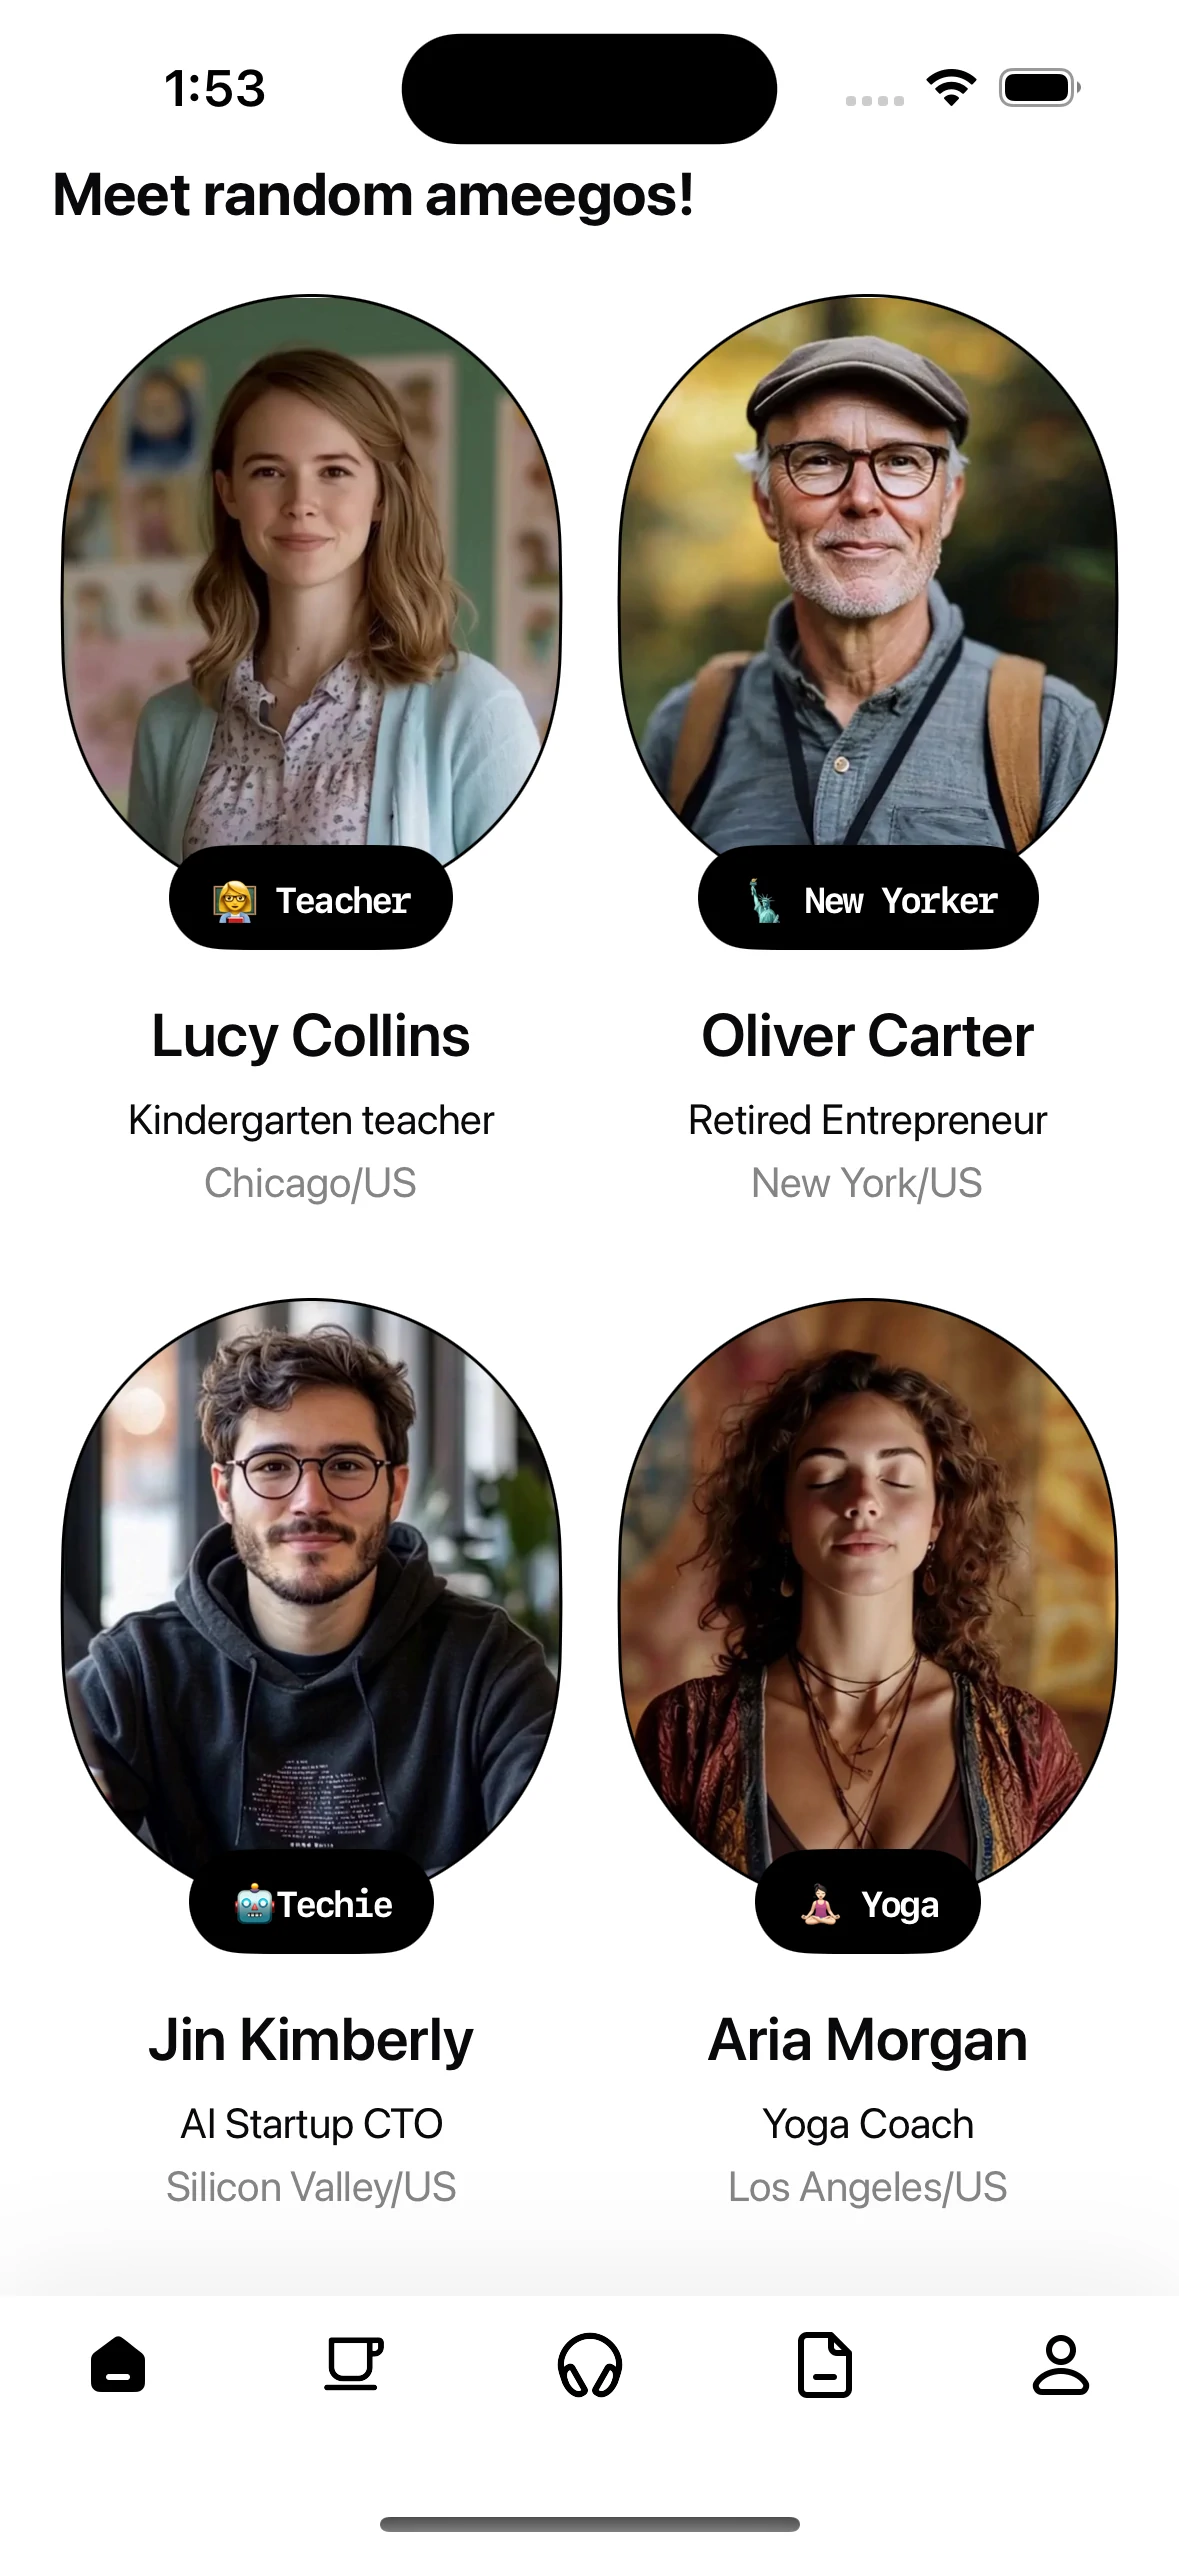 1:53
Meet random ameegos!
Teacher
New Yorker
Lucy Collins
Oliver Carter
Kindergarten teacher
Retired Entrepreneur
Chicago/US
New York/US
Techie
Yoga
Jin Kimberly
Aria Morgan
AI Startup CTO
Yoga Coach
Silicon Valley/US
Los Angeles/US